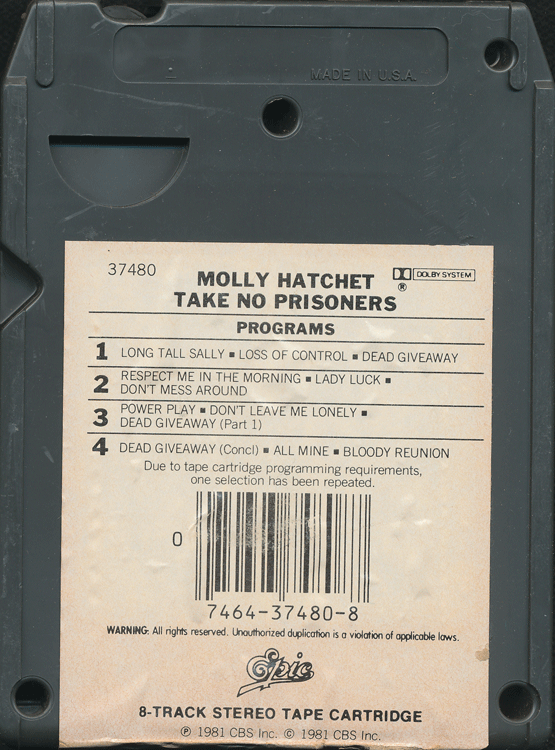 MADE IN U.S.A.
37480
MOLLY HATCHET
DOLBY SYSTEM
®
TAKE NO PRISONERS
PROGRAMS
1 LONG TALL SALLY ■ LOSS OF CONTROL ■ DEAD GIVEAWAY
2 RESPECT ME IN THE MORNING ■ LADY LUCK ■
DON'T MESS AROUND
3 POWER PLAY ■ DON'T LEAVE ME LONELY ■
DEAD GIVEAWAY (Part 1)
4 DEAD GIVEAWAY (Concl) ■ ALL MINE ■ BLOODY REUNION
Due to tape cartridge programming requirements,
one selection has been repeated.
0
7464-37480-8
WARNING: All rights reserved. Unauthorized duplication is a violation of applicable laws.
Epic
8-TRACK STEREO TAPE CARTRIDGE
℗ 1981 CBS Inc. © 1981 CBS Inc.